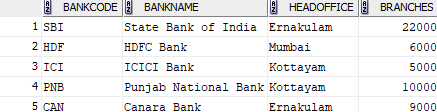 BANKCODE BANKNAME HEADOFFICE BRANCHES
1 SBI State Bank of India Ernakulam 22000
2 HDF HDFC Bank Mumbai 6000
3 ICI ICICI Bank Kottayam 5000
4 PNB Punjab National Bank Kottayam 10000
5 CAN Canara Bank Ernakulam 9000